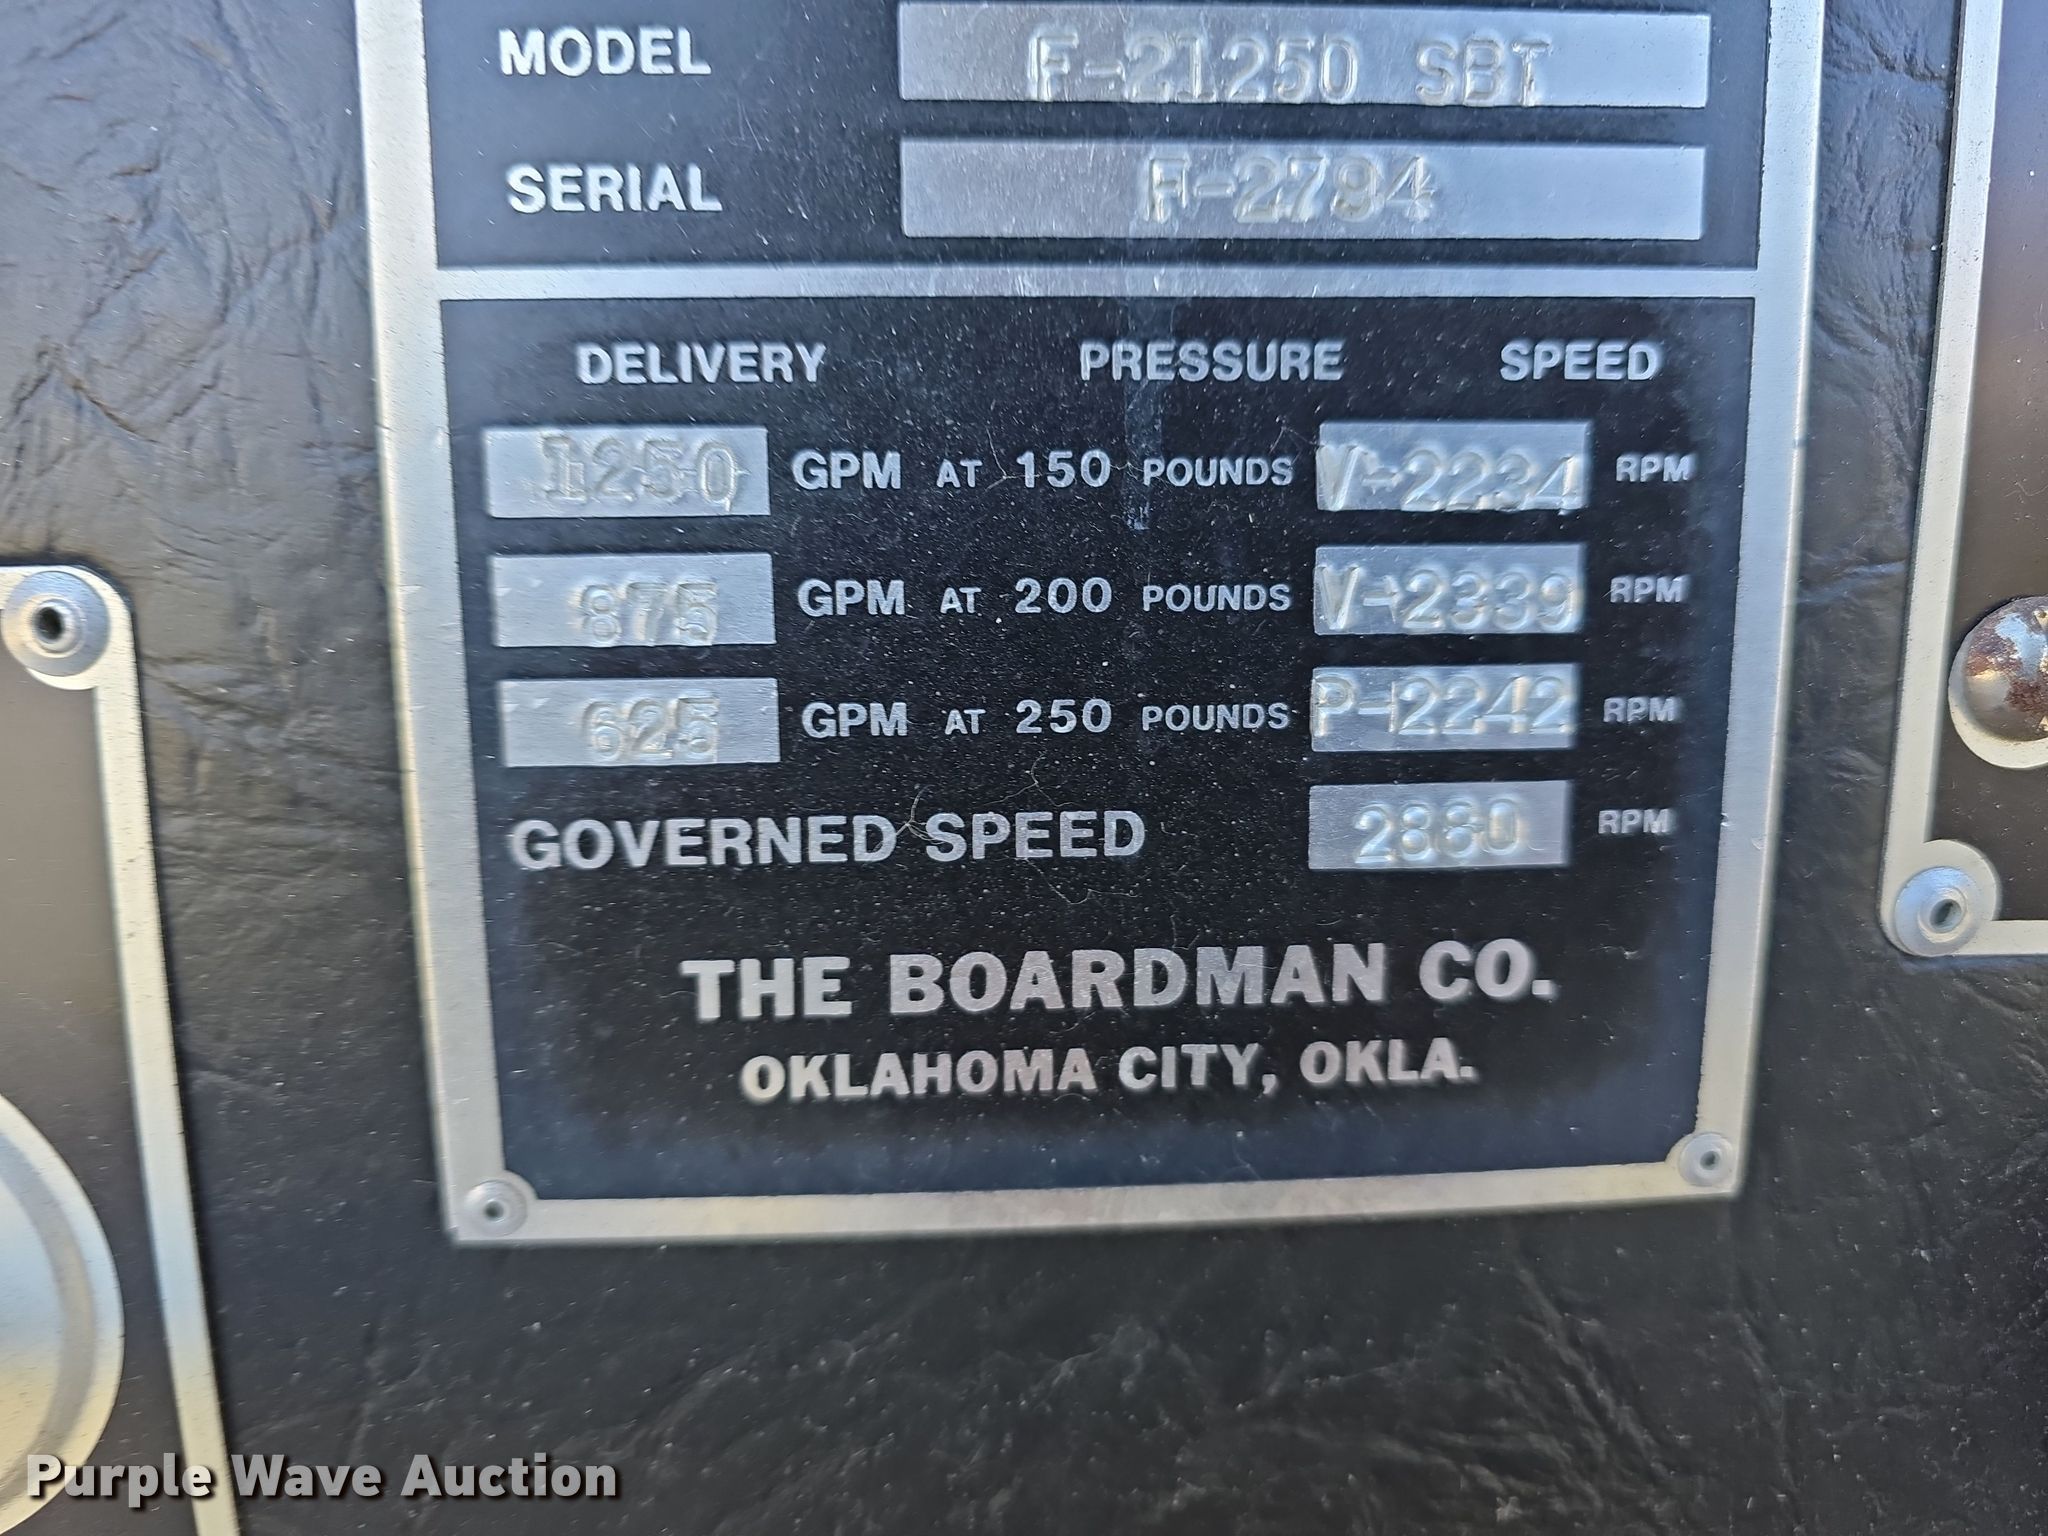 MODEL F-21250 SBT
SERIAL F-2794
DELIVERY PRESSURE SPEED
1250 GPM AT 150 POUNDS V-2234 RPM
875 GPM AT 200 POUNDS V-2339 RPM
625 GPM AT 250 POUNDS P-2242 RPM
GOVERNED SPEED 2880 RPM
THE BOARDMAN CO.
OKLAHOMA CITY, OKLA.
Purple Wave Auction